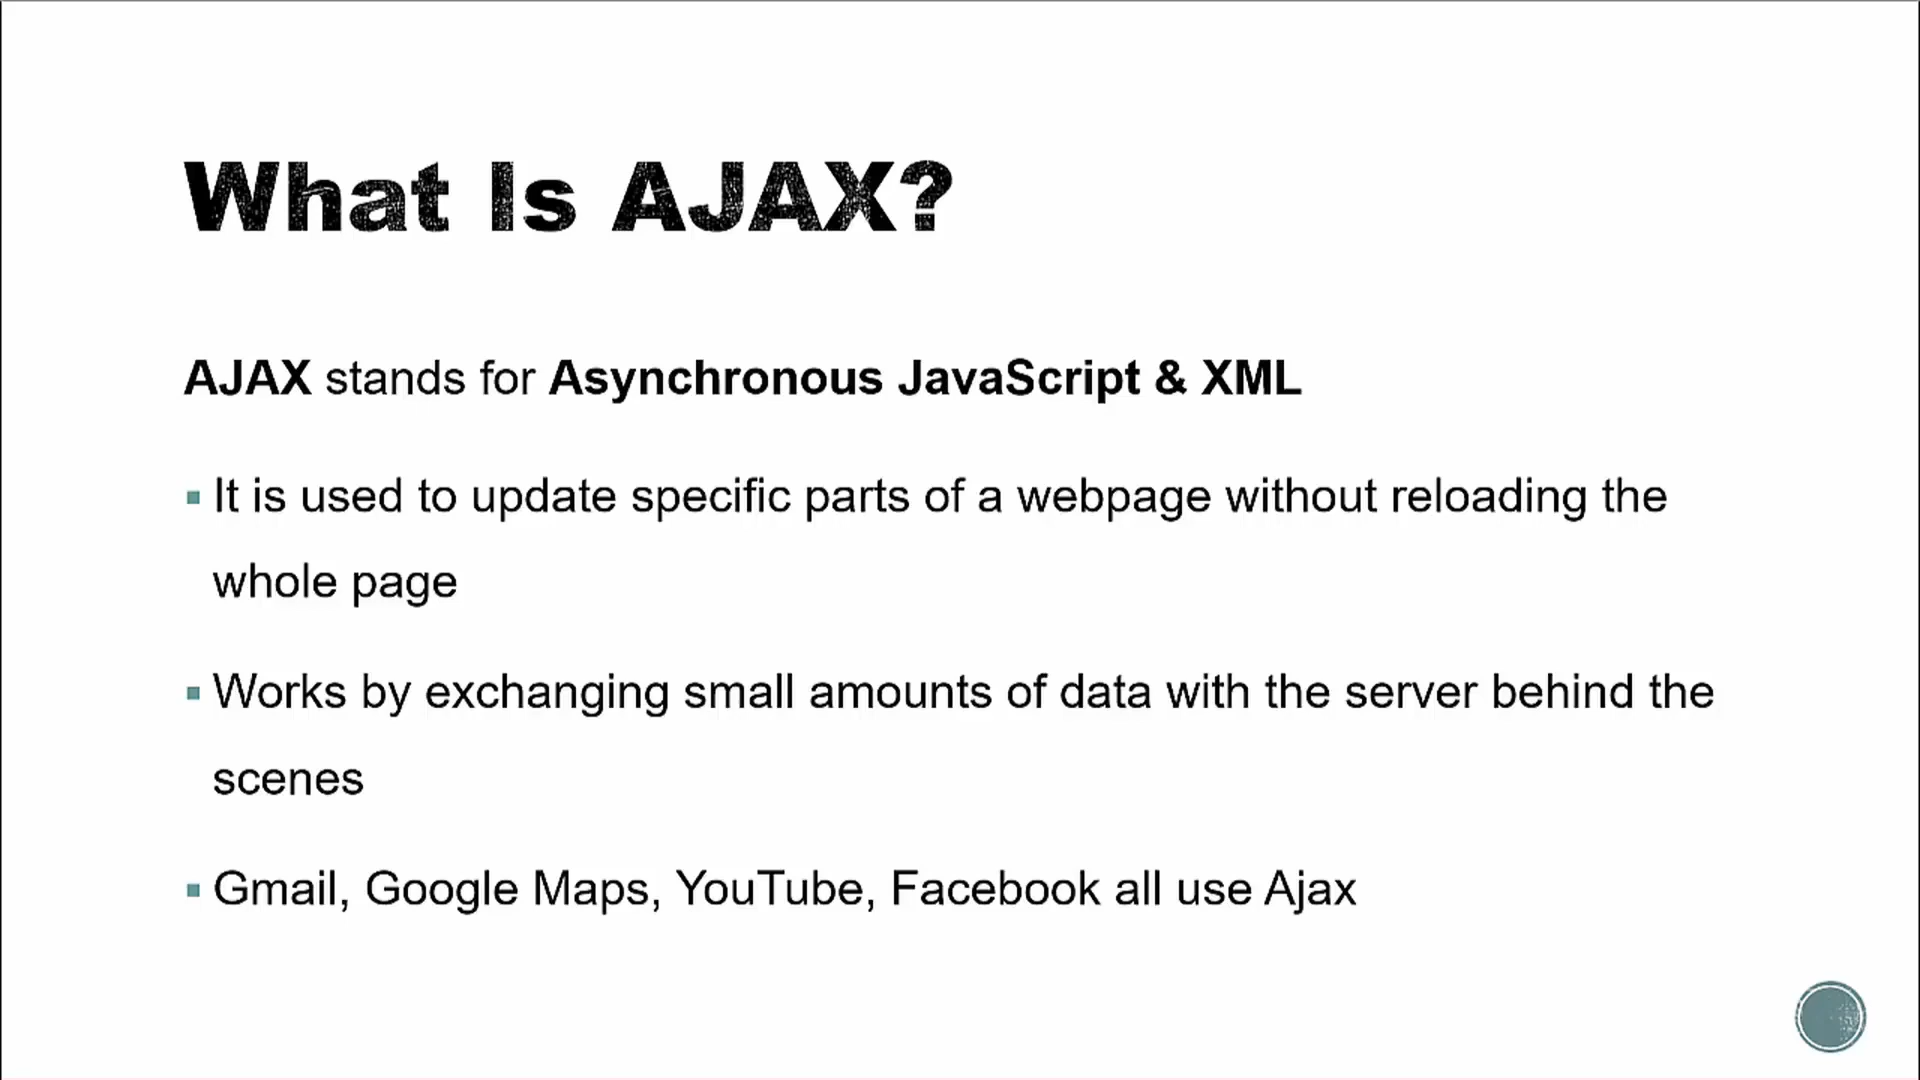 What Is AJAX?
AJAX stands for Asynchronous JavaScript & XML
▪ It is used to update specific parts of a webpage without reloading the
whole page
▪ Works by exchanging small amounts of data with the server behind the
scenes
▪ Gmail, Google Maps, YouTube, Facebook all use Ajax